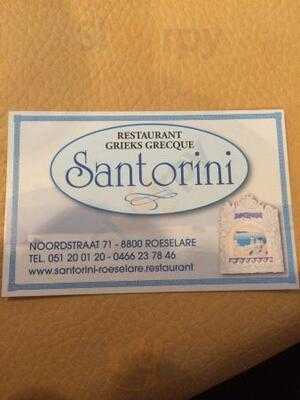 RESTAURANT
GRIEKS GRECQUE
Santorini
NOORDSTRAAT 71 - 8800 ROESELARE
TEL. 051 20 01 20 - 0466 23 78 46
www.santorini-roeselare.restaurant